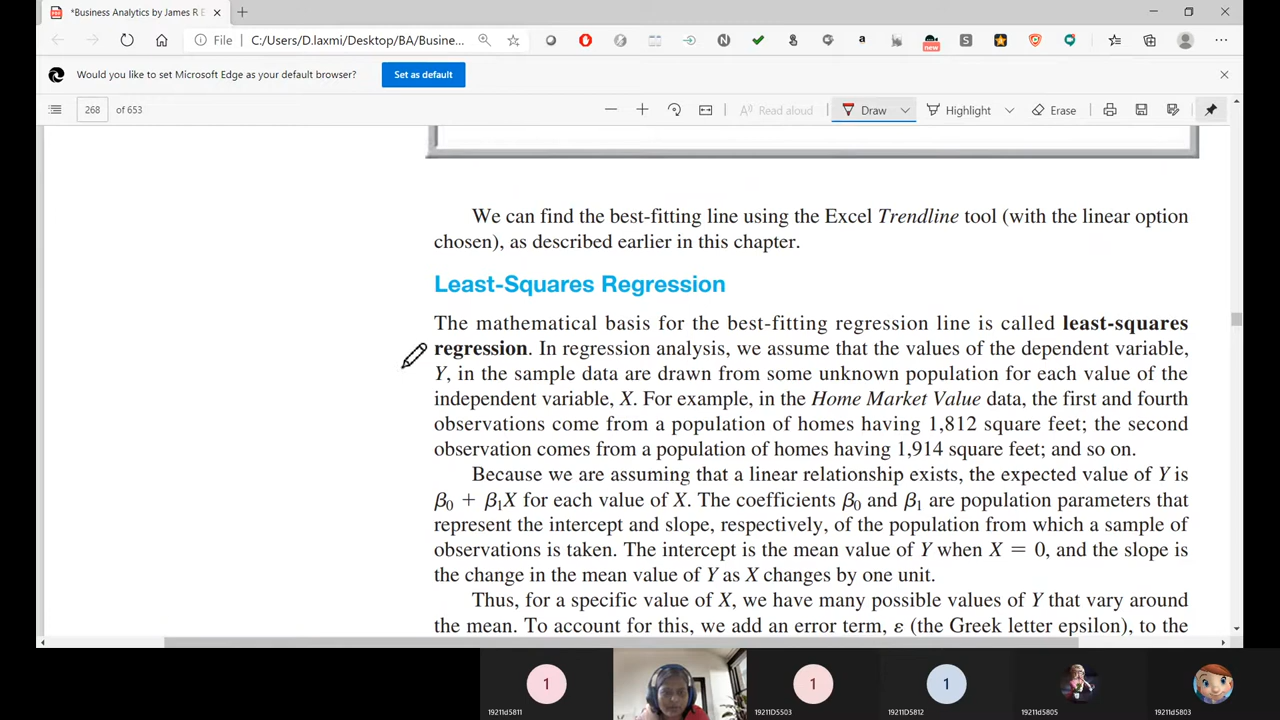 *Business Analytics by James R E
File
C:/Users/D.laxmi/Desktop/BA/Busine...
new
Would you like to set Microsoft Edge as your default browser?
Set as default
268 of 653
Read aloud
Draw
Highlight
Erase
We can find the best-fitting line using the Excel Trendline tool (with the linear option
chosen), as described earlier in this chapter.
Least-Squares Regression
The mathematical basis for the best-fitting regression line is called least-squares
regression. In regression analysis, we assume that the values of the dependent variable,
Y, in the sample data are drawn from some unknown population for each value of the
independent variable, X. For example, in the Home Market Value data, the first and fourth
observations come from a population of homes having 1,812 square feet; the second
observation comes from a population of homes having 1,914 square feet; and so on.
Because we are assuming that a linear relationship exists, the expected value of Y is
β₀ + β₁X for each value of X. The coefficients β₀ and β₁ are population parameters that
represent the intercept and slope, respectively, of the population from which a sample of
observations is taken. The intercept is the mean value of Y when X = 0, and the slope is
the change in the mean value of Y as X changes by one unit.
Thus, for a specific value of X, we have many possible values of Y that vary around
the mean. To account for this, we add an error term, ε (the Greek letter epsilon), to the
1
1
1
19211d5811
19211D5503
19211D5812
19211d5805
19211d5803